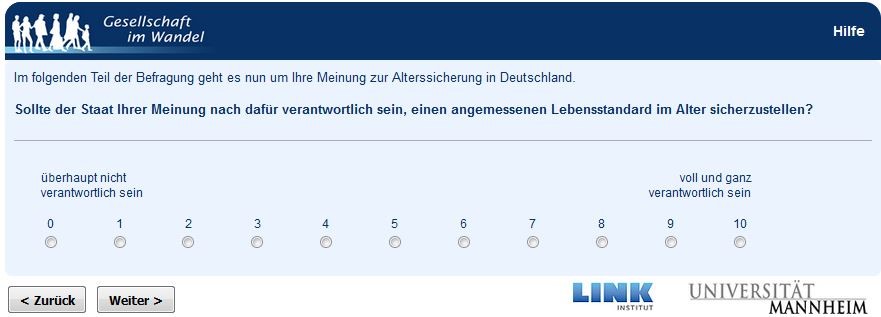 Gesellschaft
im Wandel
Hilfe
Im folgenden Teil der Befragung geht es nun um Ihre Meinung zur Alterssicherung in Deutschland.
Sollte der Staat Ihrer Meinung nach dafür verantwortlich sein, einen angemessenen Lebensstandard im Alter sicherzustellen?
überhaupt nicht
verantwortlich sein
voll und ganz
verantwortlich sein
0 1 2 3 4 5 6 7 8 9 10
< Zurück
Weiter >
LINK
INSTITUT
UNIVERSITÄT
MANNHEIM